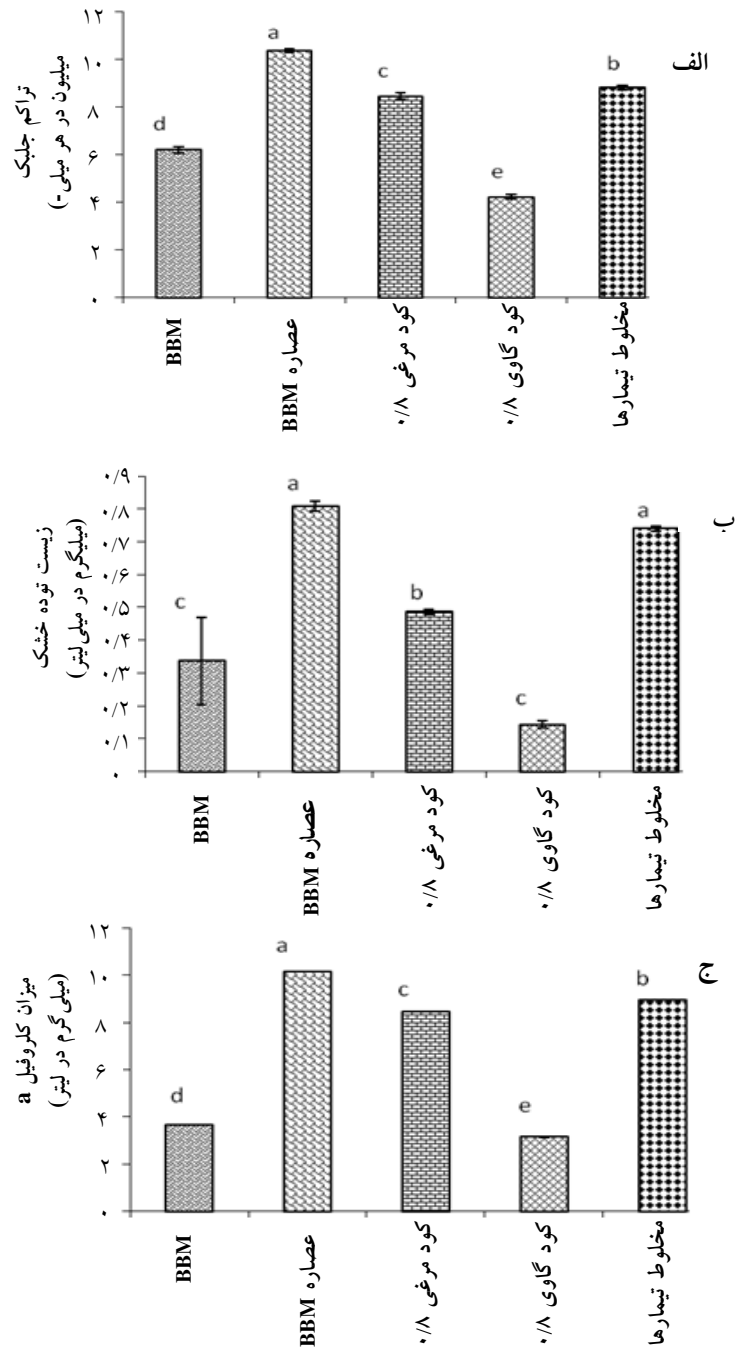 الف
تراکم جلبک
(میلیون در هر میلی-
۱۲
۱۰
۸
۶
۴
۲
۰
d
a
c
e
b
BBM
عصاره BBM
کود مرغی ۰/۸
کود گاوی ۰/۸
مخلوط تیمارها
زیست توده خشک
(میلیگرم در میلی‌لیتر)
۰/۹
۰/۸
۰/۷
۰/۶
۰/۵
۰/۴
۰/۳
۰/۲
۰/۱
۰
c
a
b
c
a
BBM
عصاره BBM
کود مرغی ۰/۸
کود گاوی ۰/۸
مخلوط تیمارها
ج
میزان کلروفیل a
(میلی گرم در لیتر)
۱۲
۱۰
۸
۶
۴
۲
۰
d
a
c
e
b
BBM
عصاره BBM
کود مرغی ۰/۸
کود گاوی ۰/۸
مخلوط تیمارها